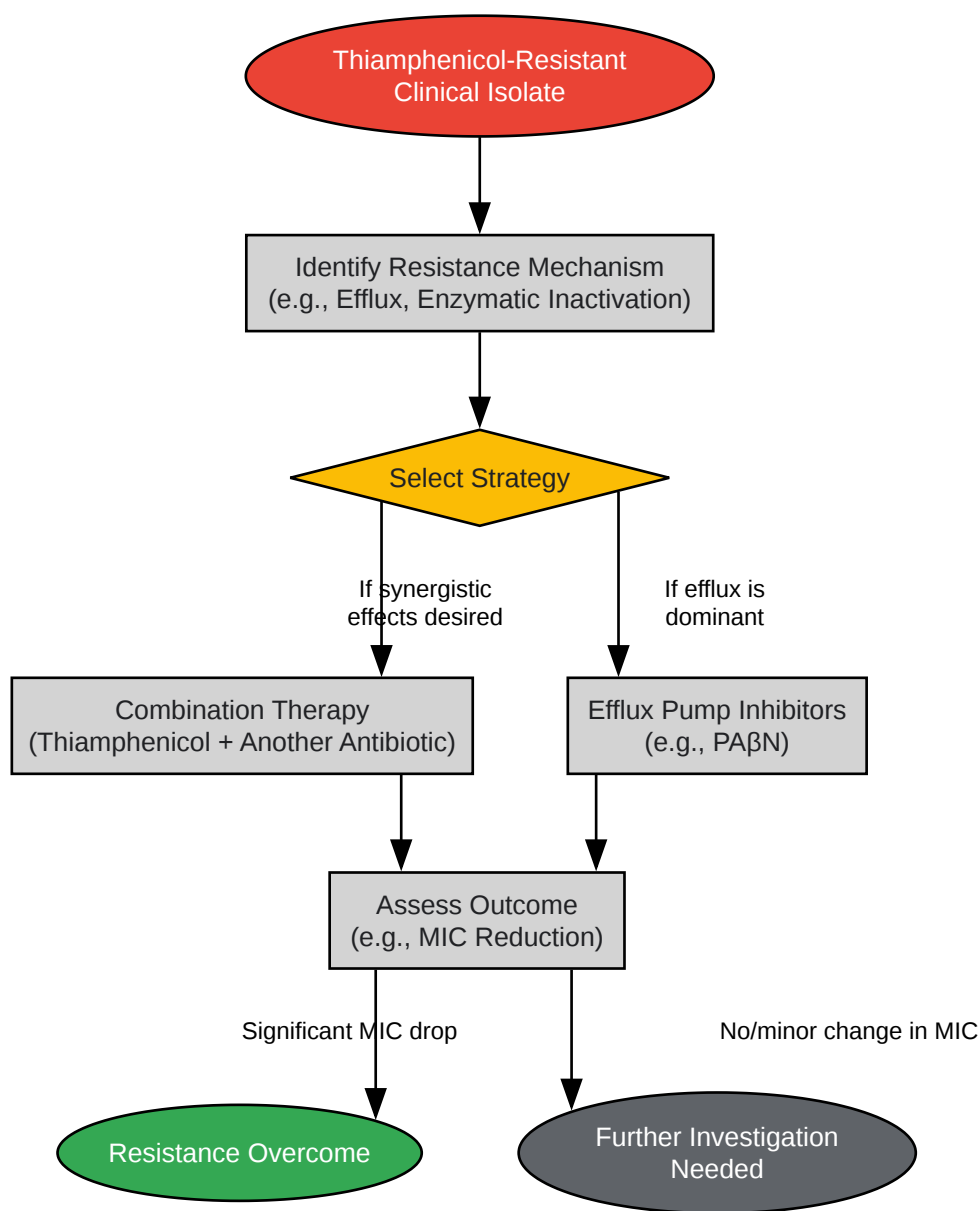 Thiamphenicol-Resistant
Clinical Isolate
Identify Resistance Mechanism
(e.g., Efflux, Enzymatic Inactivation)
Select Strategy
If synergistic
effects desired
If efflux is
dominant
Combination Therapy
(Thiamphenicol + Another Antibiotic)
Efflux Pump Inhibitors
(e.g., PAβN)
Assess Outcome
(e.g., MIC Reduction)
Significant MIC drop
No/minor change in MIC
Resistance Overcome
Further Investigation
Needed